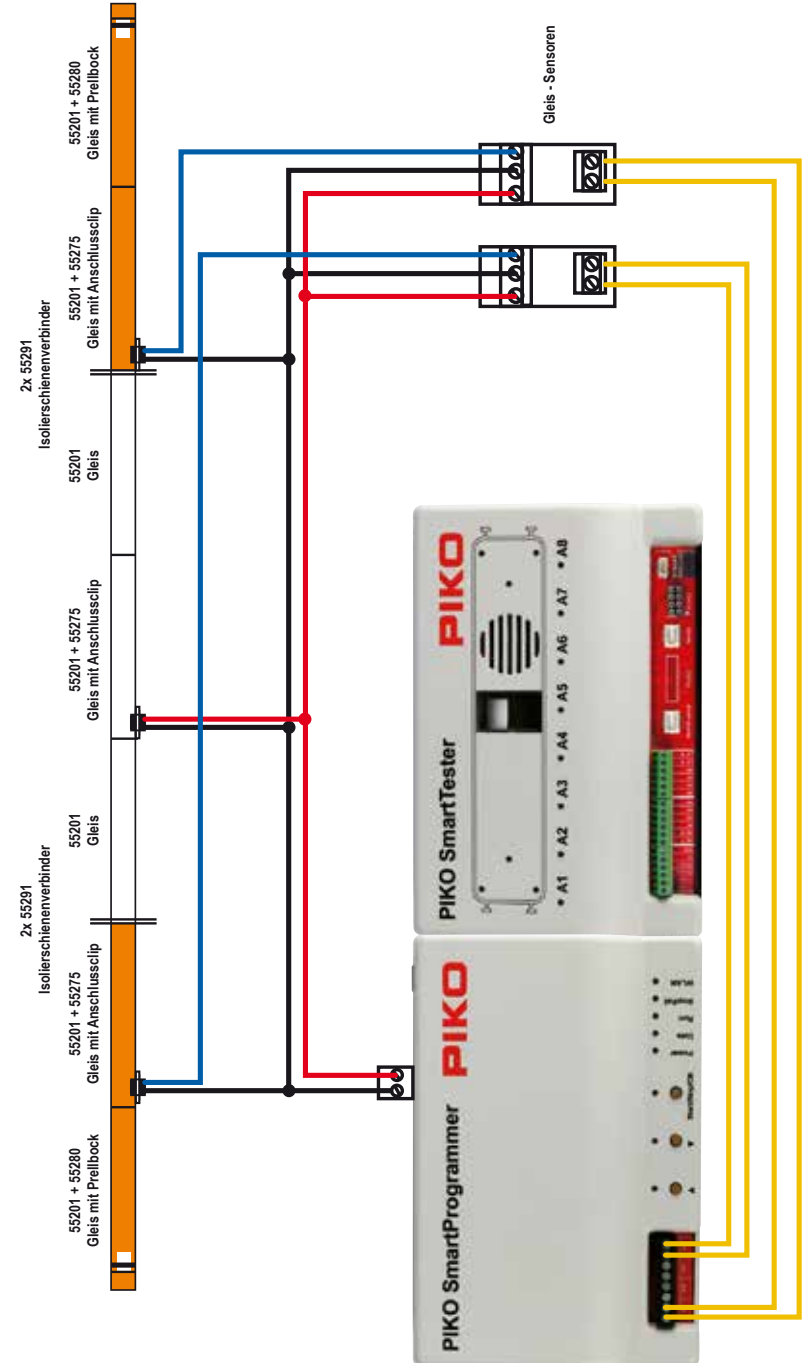 2x 55291
Isolierschienenverbinder
2x 55291
Isolierschienenverbinder
55201 + 55280
Gleis mit Prellbock
55201 + 55275
Gleis mit Anschlussclip
55201
Gleis
55201 + 55275
Gleis mit Anschlussclip
55201
Gleis
55201 + 55275
Gleis mit Anschlussclip
55201 + 55280
Gleis mit Prellbock
Gleis - Sensoren
PIKO SmartProgrammer
PIKO
WLAN
PIKO SmartTester
PIKO
A1 A2 A3 A4 A5 A6 A7 A8